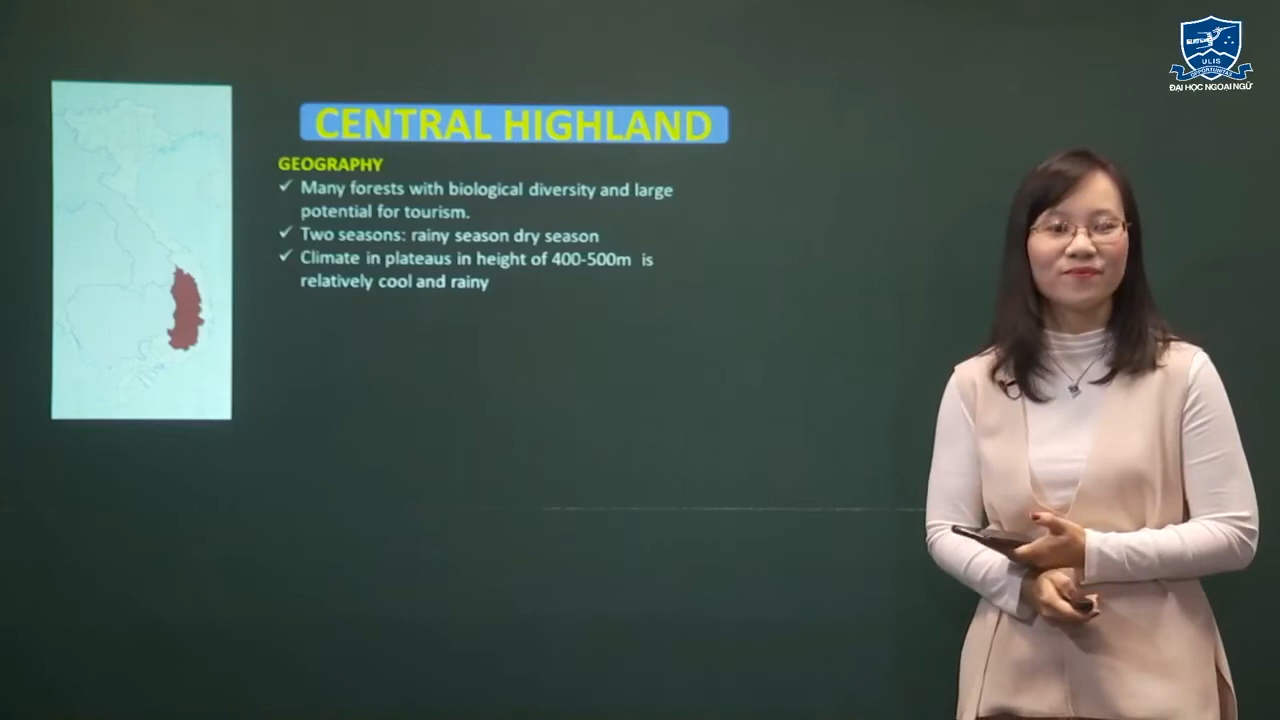 CENTRAL HIGHLAND
GEOGRAPHY
✓ Many forests with biological diversity and large
potential for tourism.
✓ Two seasons: rainy season dry season
✓ Climate in plateaus in height of 400-500m is
relatively cool and rainy
ULIS
ĐẠI HỌC NGOẠI NGỮ